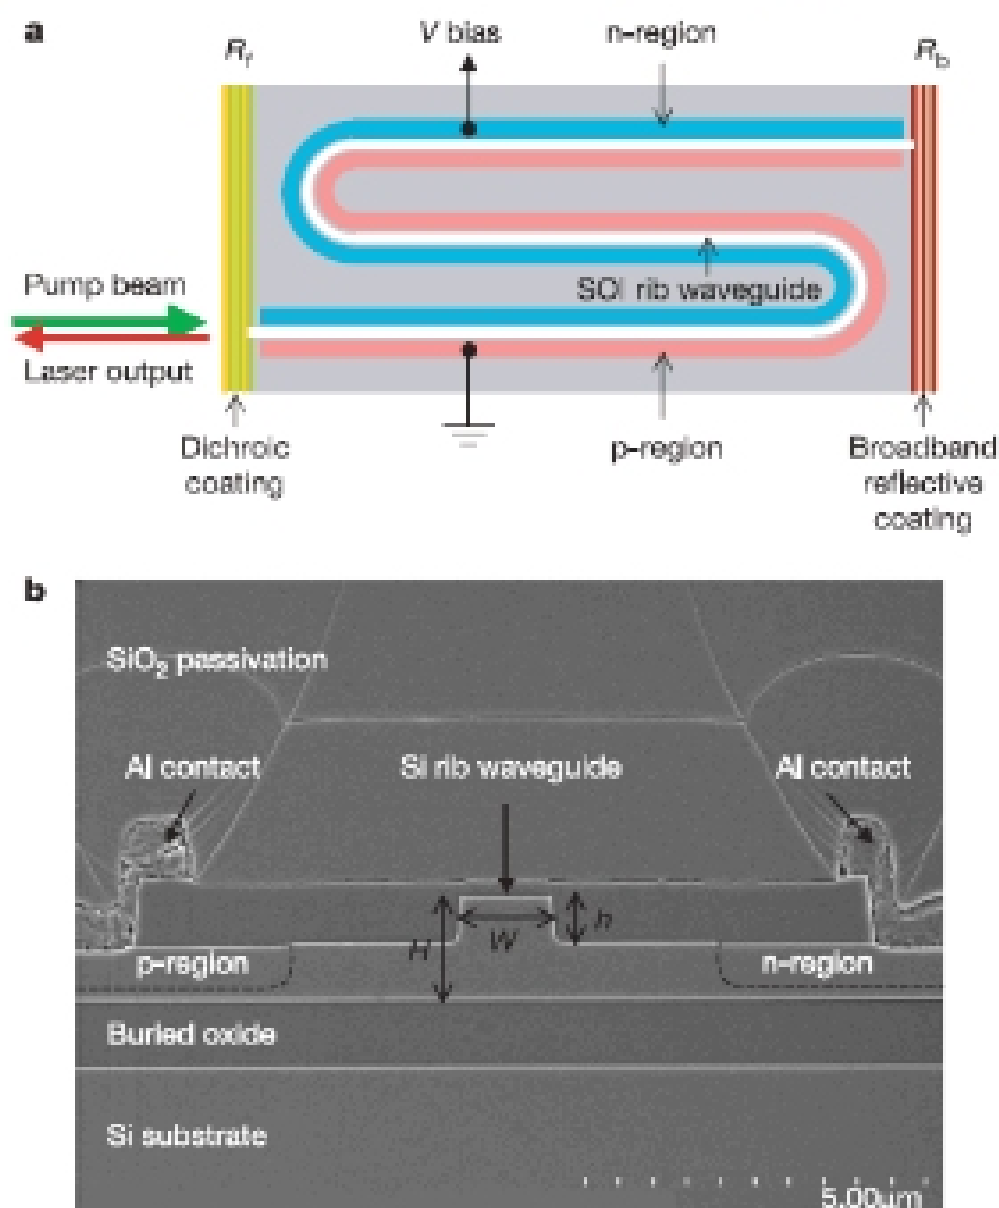 a
R_f
V bias
n-region
R_b
SOI rib waveguide
Pump beam
Laser output
Dichroic
coating
p-region
Broadband
reflective
coating
b
SiO₂ passivation
Al contact
Si rib waveguide
Al contact
H
W
h
p-region
n-region
Buried oxide
Si substrate
5.00µm